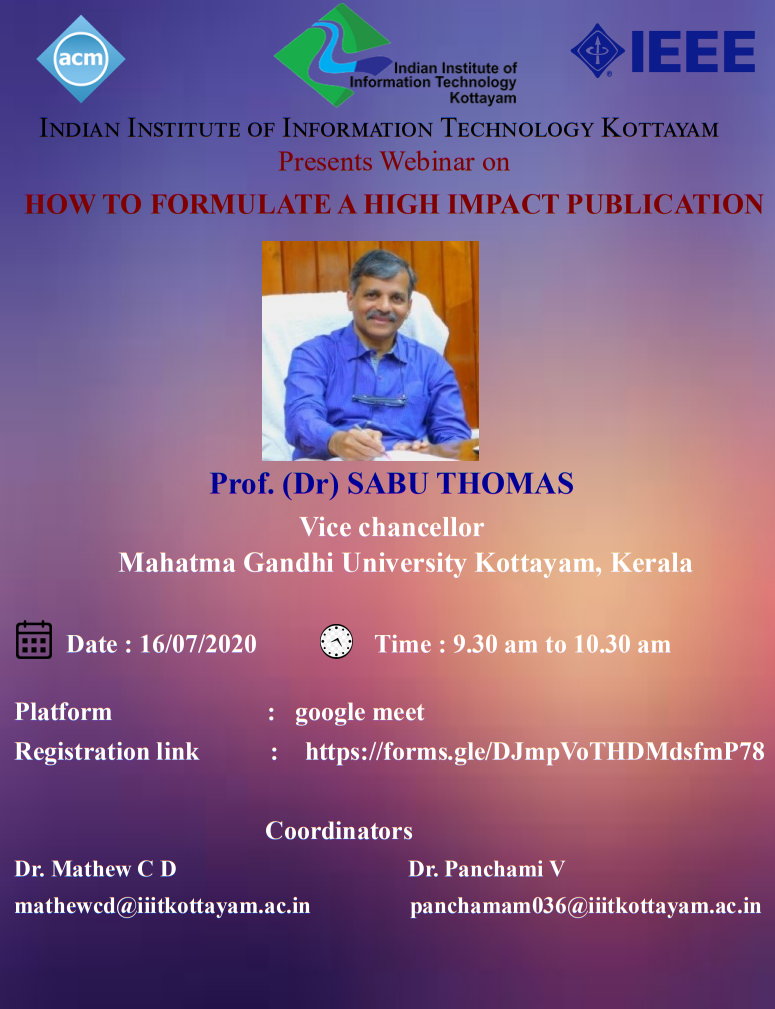 acm
Indian Institute of
Information Technology
Kottayam
IEEE
®
INDIAN INSTITUTE OF INFORMATION TECHNOLOGY KOTTAYAM
Presents Webinar on
HOW TO FORMULATE A HIGH IMPACT PUBLICATION
Prof. (Dr) SABU THOMAS
Vice chancellor
Mahatma Gandhi University Kottayam, Kerala
Date : 16/07/2020 Time : 9.30 am to 10.30 am
Platform : google meet
Registration link : https://forms.gle/DJmpVoTHDMdsfmP78
Coordinators
Dr. Mathew C D Dr. Panchami V
mathewcd@iiitkottayam.ac.in panchamam036@iiitkottayam.ac.in